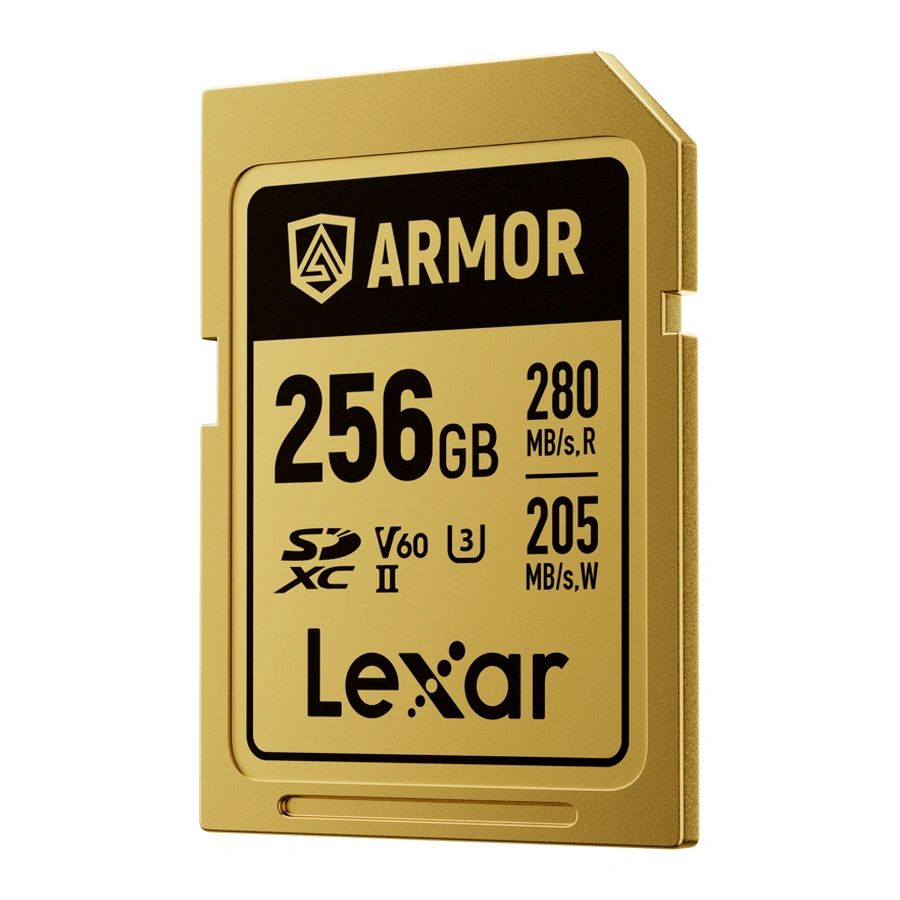 ARMOR
256GB
280
MB/s,R
205
MB/s,W
SD XC
V60
II
3
Lexar